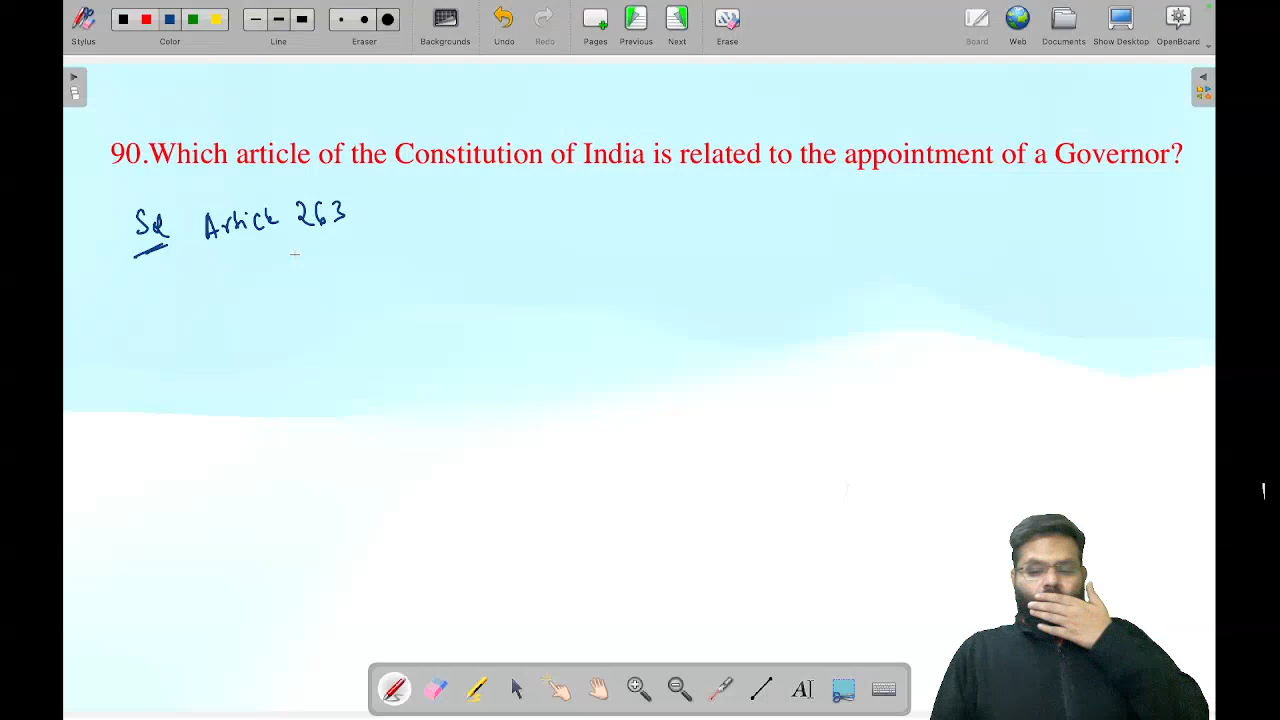 Stylus
Color
Line
Eraser
Backgrounds
Undo
Redo
Pages
Previous
Next
Erase
Board
Web
Documents
Show Desktop
OpenBoard
90.Which article of the Constitution of India is related to the appointment of a Governor?
Article 263